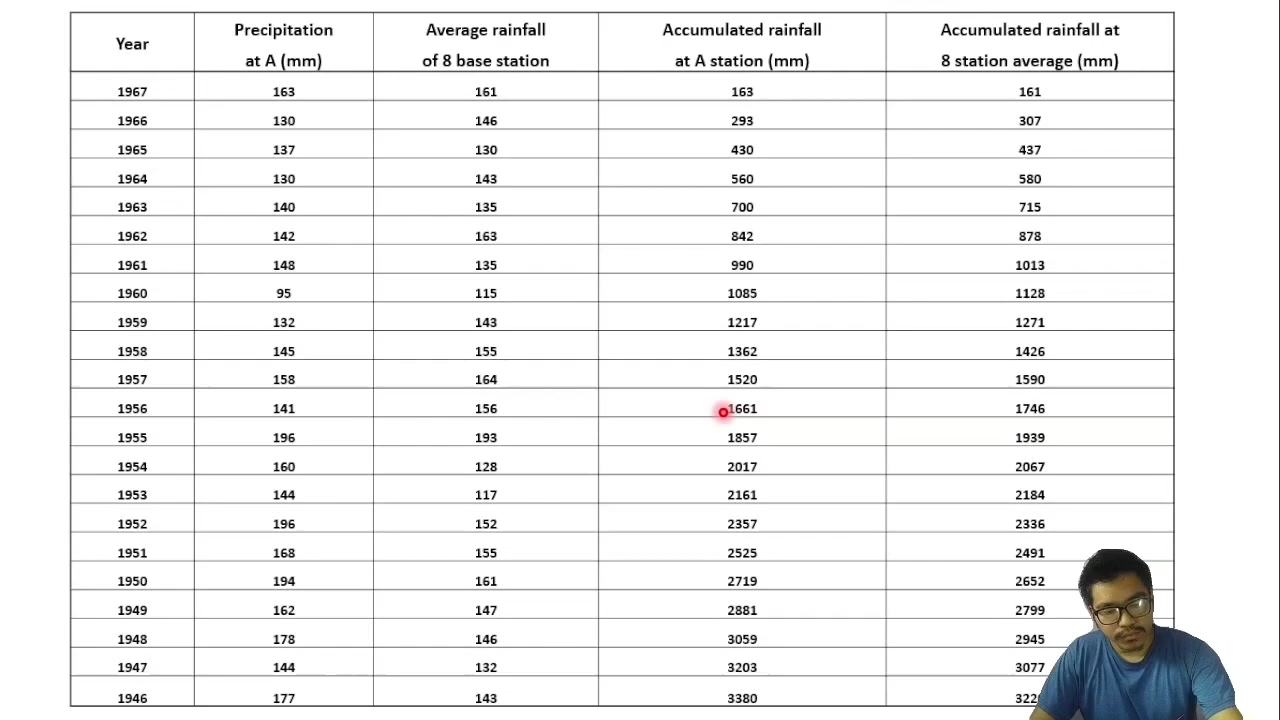 Year Precipitation at A (mm) Average rainfall of 8 base station Accumulated rainfall at A station (mm) Accumulated rainfall at 8 station average (mm)
1967 163 161 163 161
1966 130 146 293 307
1965 137 130 430 437
1964 130 143 560 580
1963 140 135 700 715
1962 142 163 842 878
1961 148 135 990 1013
1960 95 115 1085 1128
1959 132 143 1217 1271
1958 145 155 1362 1426
1957 158 164 1520 1590
1956 141 156 1661 1746
1955 196 193 1857 1939
1954 160 128 2017 2067
1953 144 117 2161 2184
1952 196 152 2357 2336
1951 168 155 2525 2491
1950 194 161 2719 2652
1949 162 147 2881 2799
1948 178 146 3059 2945
1947 144 132 3203 3077
1946 177 143 3380